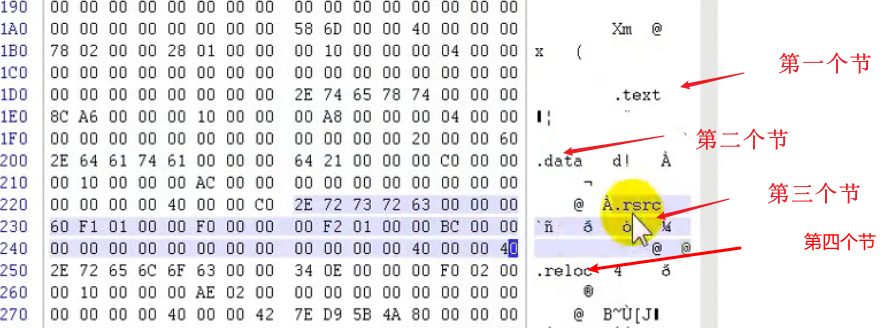 190 00 00 00 00 00 00 00 00 00 00 00 00 00 00 00 00
1A0 00 00 00 00 00 00 00 00 58 6D 00 00 40 00 00 00 Xm @
1B0 78 02 00 00 28 01 00 00 00 10 00 00 00 04 00 00 x (
1C0 00 00 00 00 00 00 00 00 00 00 00 00 00 00 00 00
第一个节
1D0 00 00 00 00 00 00 00 00 2E 74 65 78 74 00 00 00 .text
1E0 8C A6 00 00 00 10 00 00 00 A8 00 00 00 04 00 00 ¦ ¨
1F0 00 00 00 00 00 00 00 00 00 00 00 00 20 00 00 60 `
第二个节
200 2E 64 61 74 61 00 00 00 64 21 00 00 00 C0 00 00 .data d! À
210 00 10 00 00 00 AC 00 00 00 00 00 00 00 00 00 00 ¬
第三个节
220 00 00 00 00 40 00 00 C0 2E 72 73 72 63 00 00 00 @ À.rsrc
230 60 F1 01 00 00 F0 00 00 00 F2 01 00 00 BC 00 00 `ñ ð ò ¼
第四个节
240 00 00 00 00 00 00 00 00 00 00 00 00 40 00 00 40 @ @
250 2E 72 65 6C 6F 63 00 00 34 0E 00 00 00 F0 02 00 .reloc 4 ð
260 00 10 00 00 00 AE 02 00 00 00 00 00 00 00 00 00 ®
270 00 00 00 00 40 00 00 42 7E D9 5B 4A 80 00 00 00 @ B~Ù[J